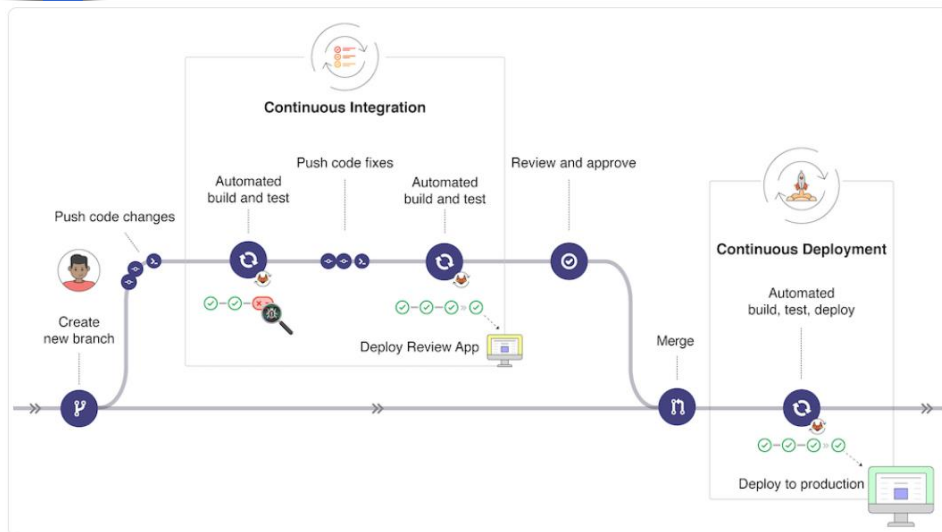 Continuous Integration
Push code fixes
Review and approve
Automated
build and test
Automated
build and test
Push code changes
Continuous Deployment
Automated
build, test, deploy
Create
new branch
Deploy Review App
Merge
Deploy to production